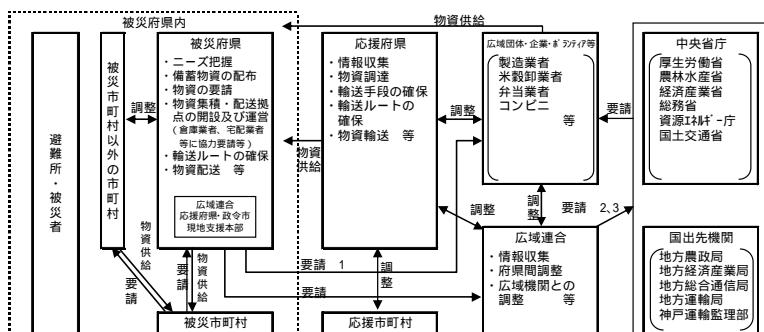 物資供給
被災府県内
避難所・被災者
被災市町村以外の市町村
調整
被災府県
・ニーズ把握
・備蓄物資の配布
・物資の要請
・物資集積・配送拠
点の開設及び運営
(倉庫業者、宅配業者
等に協力要請等)
・輸送ルートの確保
・物資配送 等
広域連合
応援府県・政令市
現地支援本部
物資
供給
応援府県
・情報収集
・物資調達
・輸送手段の確保
・輸送ルートの
確保
・物資輸送 等
調整
広域団体・企業・ボランティア等
製造業者
米穀卸業者
弁当業者
コンビニ
等
要請
中央省庁
厚生労働省
農林水産省
経済産業省
総務省
資源エネルギー庁
国土交通省
調整
調整
要請 2、3
広域連合
・情報収集
・府県間調整
・広域機関との
調整 等
国出先機関
地方農政局
地方経済産業局
地方総合通信局
地方運輸局
神戸運輸監理部
物資供給
要請
要請
物資供給
要請 1
要請
調整
被災市町村
応援市町村